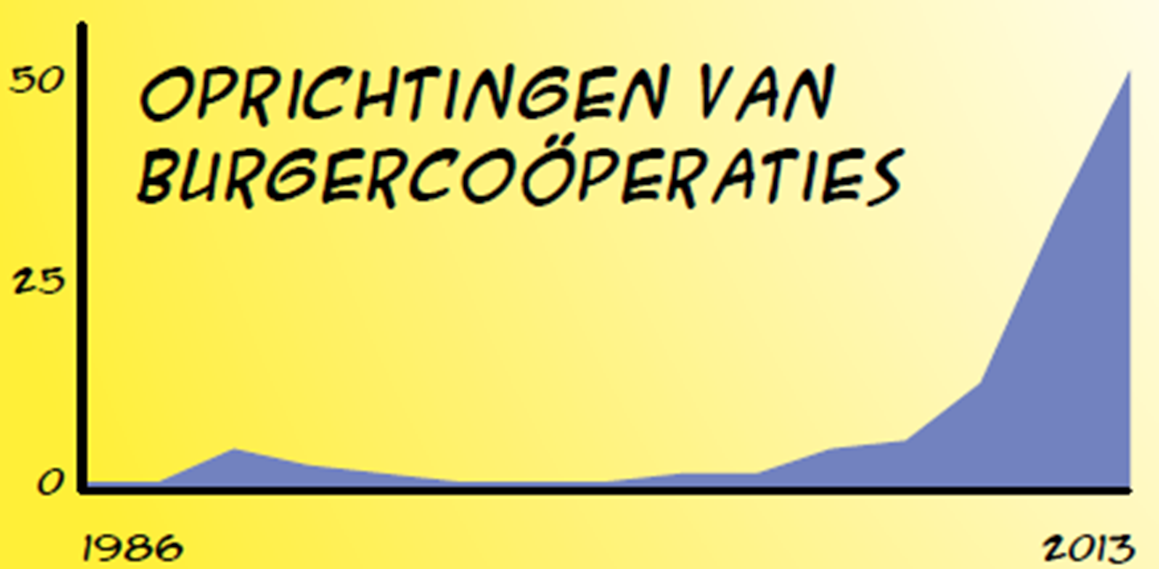 50
OPRICHTINGEN VAN
BURGERCOÖPERATIES
25
0
1986
2013